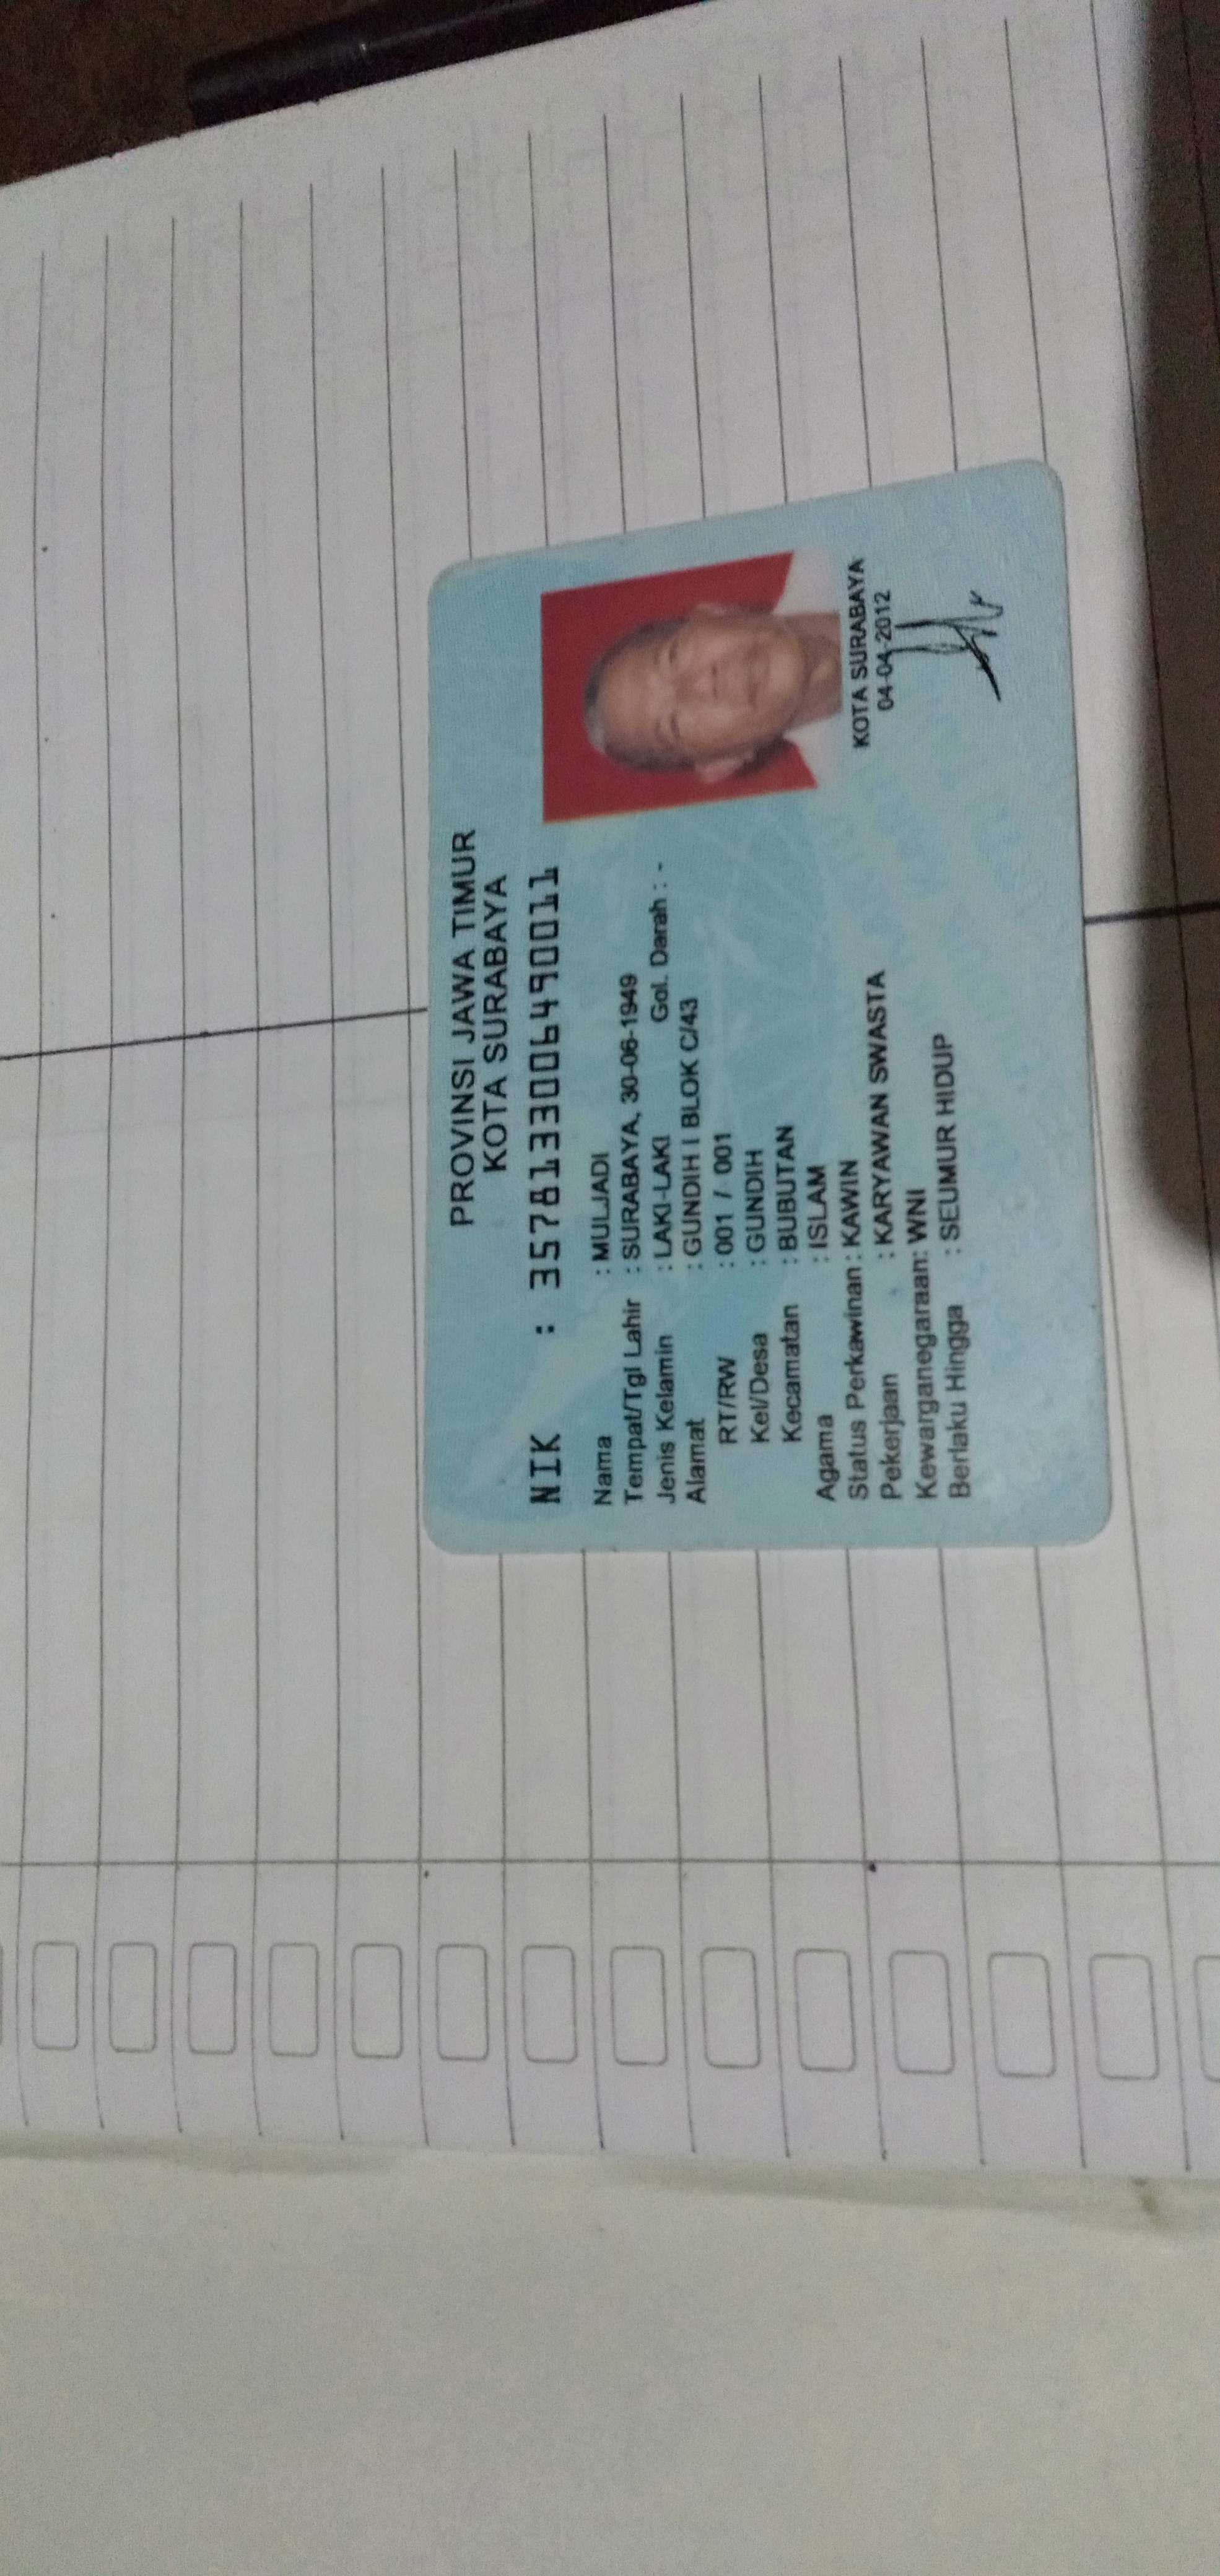 PROVINSI JAWA TIMUR
KOTA SURABAYA
NIK : 3578133006490011
Nama : MULJADI
Tempat/Tgl Lahir : SURABAYA, 30-06-1949
Jenis Kelamin : LAKI-LAKI Gol. Darah : -
Alamat : GUNDIH I BLOK C/43
RT/RW : 001 / 001
Kel/Desa : GUNDIH
Kecamatan : BUBUTAN
Agama : ISLAM
Status Perkawinan : KAWIN
Pekerjaan : KARYAWAN SWASTA
Kewarganegaraan: WNI
Berlaku Hingga : SEUMUR HIDUP
KOTA SURABAYA
04-04-2012